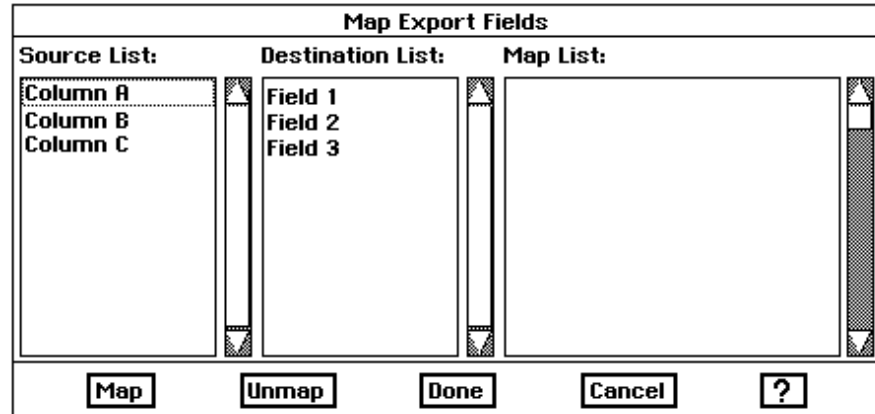 Map Export Fields
Source List:
Destination List:
Map List:
Column A
Column B
Column C
Field 1
Field 2
Field 3
Map
Unmap
Done
Cancel
?